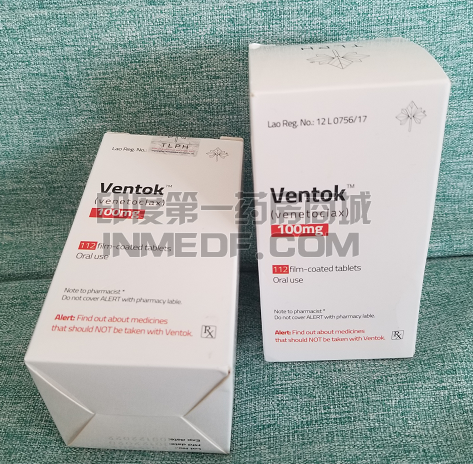 Lao Reg. No.:
TLPH
Ventok™
(venetoclax)
100mg
112 film-coated tablets
Oral use
Note to pharmacist*
Do not cover ALERT with pharmacy lable.
Alert: Find out about medicines
that should NOT be taken with Ventok.
Rx
TLPH
Lao Reg. No.: 12 L 0756/17
Ventok™
(venetoclax)
100mg
112 film-coated tablets
Oral use
Note to pharmacist*
Do not cover ALERT with pharmacy lable.
Alert: Find out about medicines
that should NOT be taken with Ventok.
Rx
印度第一药房商城
INMEDF.COM